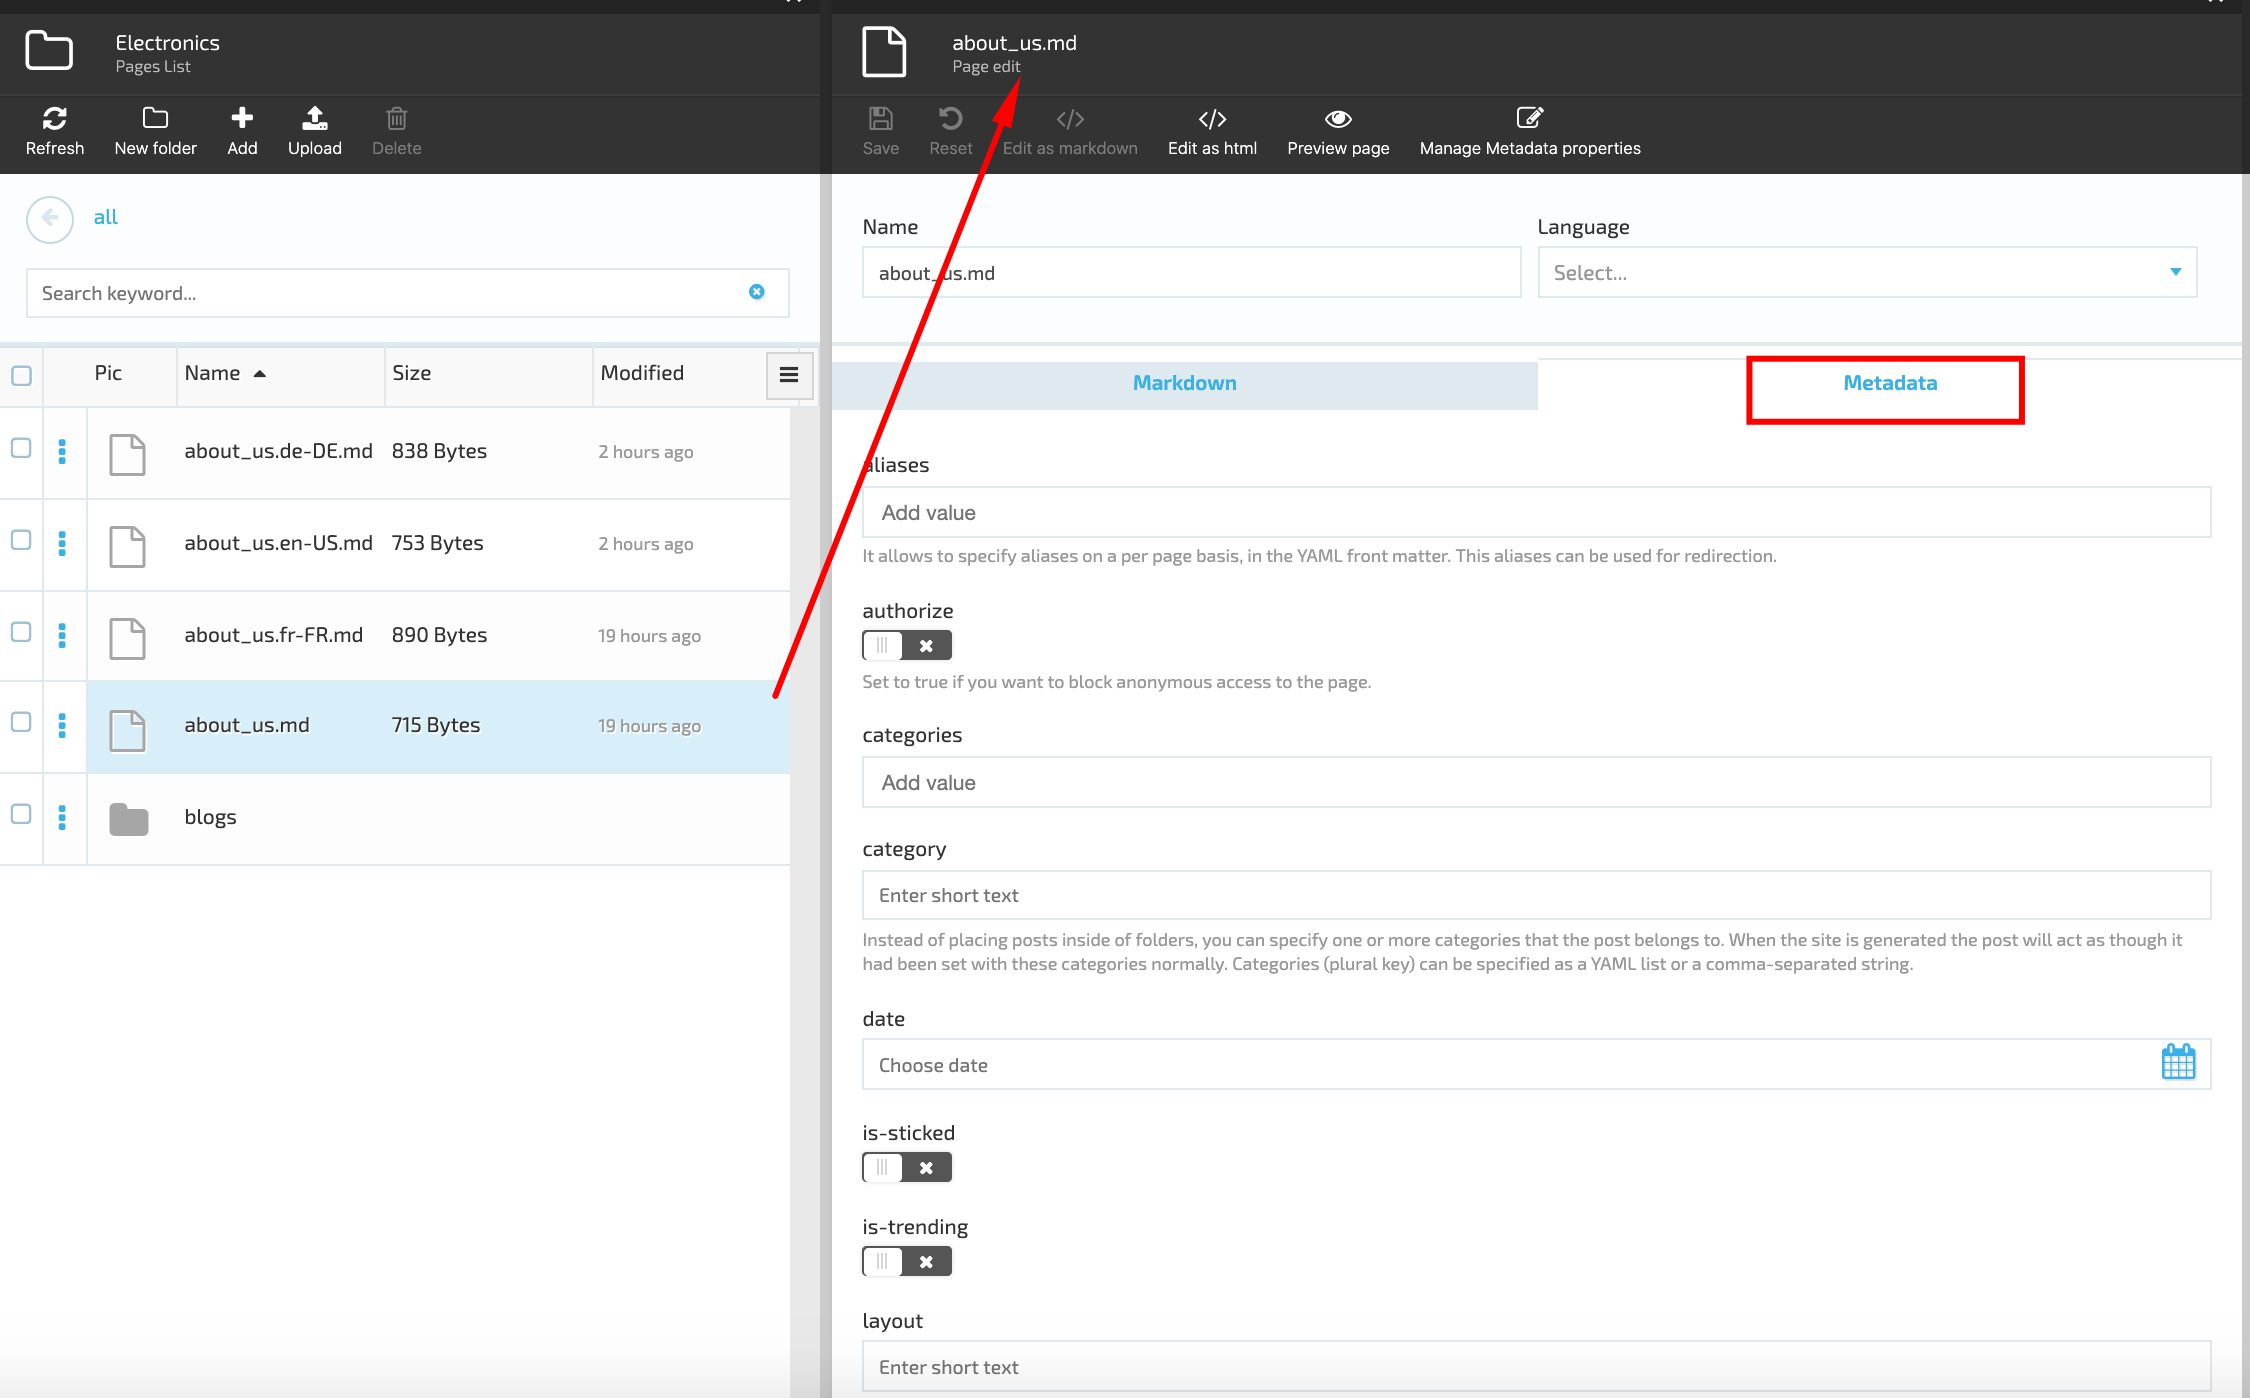 Electronics
Pages List
Refresh
New folder
Add
Upload
Delete
all
Search keyword...
Pic
Name
Size
Modified
about_us.de-DE.md
838 Bytes
2 hours ago
about_us.en-US.md
753 Bytes
2 hours ago
about_us.fr-FR.md
890 Bytes
19 hours ago
about_us.md
715 Bytes
19 hours ago
blogs
about_us.md
Page edit
Save
Reset
Edit as markdown
Edit as html
Preview page
Manage Metadata properties
Name
Language
about_us.md
Select...
Markdown
Metadata
aliases
Add value
It allows to specify aliases on a per page basis, in the YAML front matter. This aliases can be used for redirection.
authorize
Set to true if you want to block anonymous access to the page.
categories
Add value
category
Enter short text
Instead of placing posts inside of folders, you can specify one or more categories that the post belongs to. When the site is generated the post will act as though it
had been set with these categories normally. Categories (plural key) can be specified as a YAML list or a comma-separated string.
date
Choose date
is-sticked
is-trending
layout
Enter short text